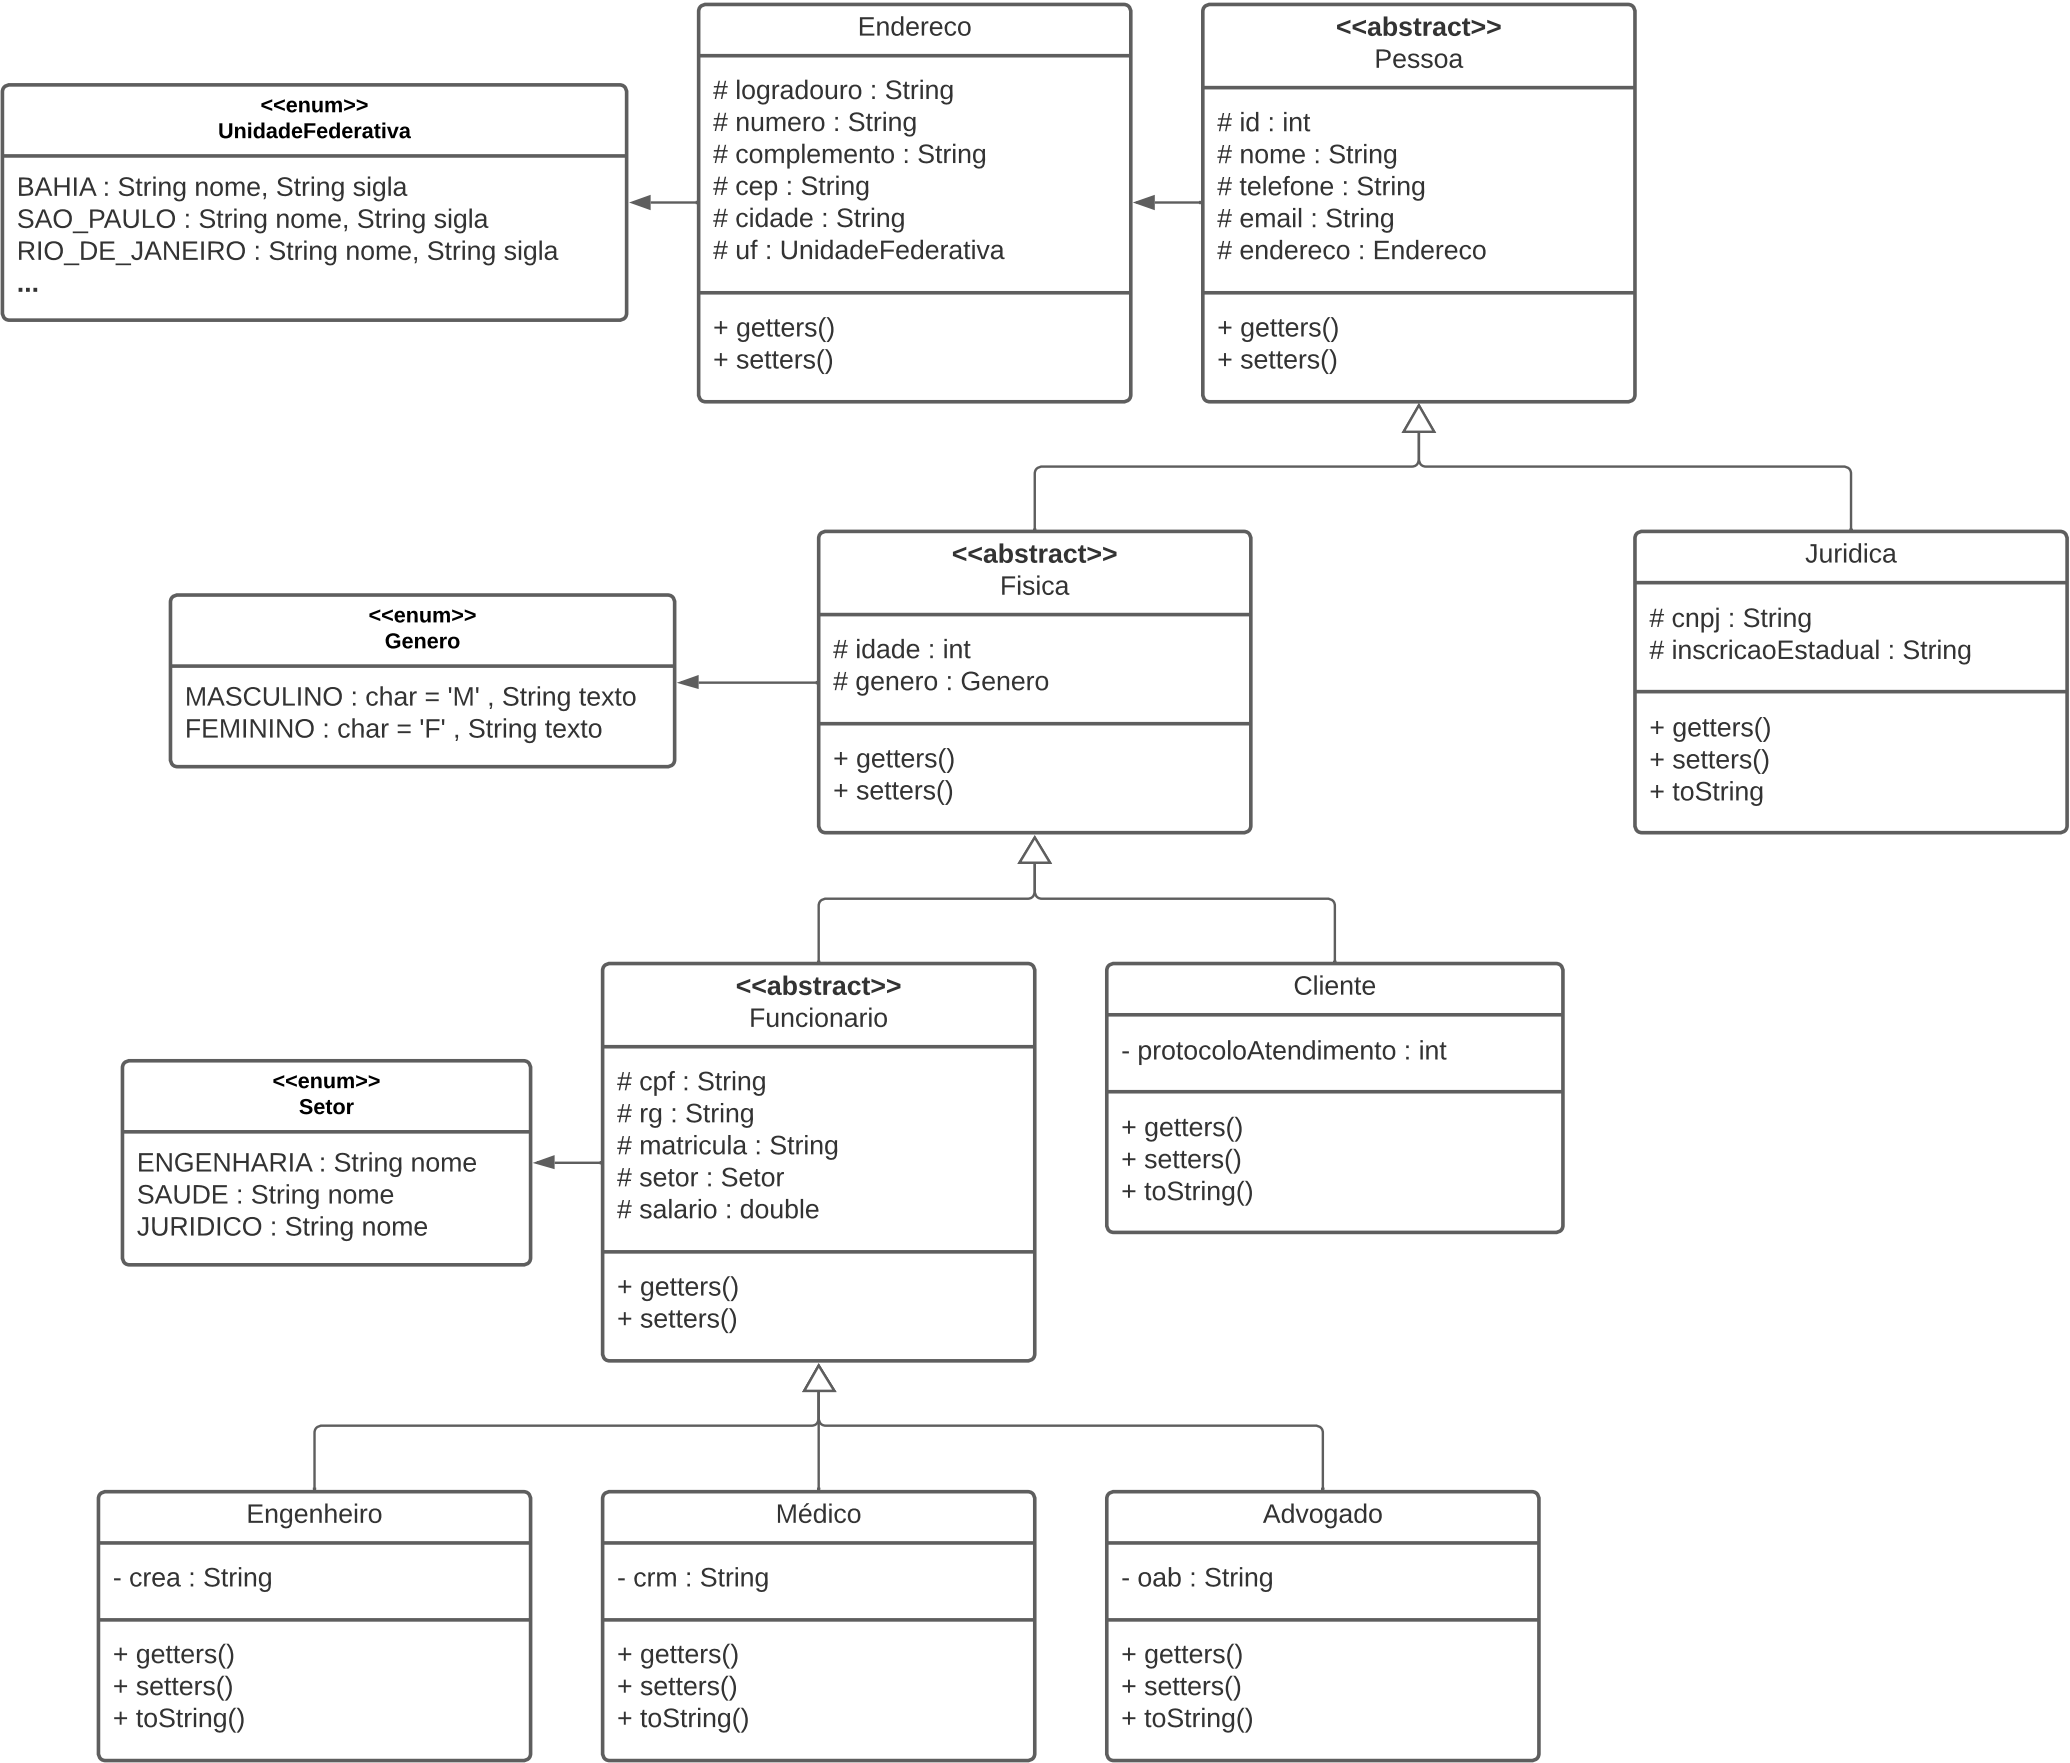 Endereco
# logradouro : String
# numero : String
# complemento : String
# cep : String
# cidade : String
# uf : UnidadeFederativa
+ getters()
+ setters()
<<abstract>>
Pessoa
# id : int
# nome : String
# telefone : String
# email : String
# endereco : Endereco
+ getters()
+ setters()
<<enum>>
UnidadeFederativa
BAHIA : String nome, String sigla
SAO_PAULO : String nome, String sigla
RIO_DE_JANEIRO : String nome, String sigla
...
<<abstract>>
Fisica
# idade : int
# genero : Genero
+ getters()
+ setters()
Juridica
# cnpj : String
# inscricaoEstadual : String
+ getters()
+ setters()
+ toString
<<enum>>
Genero
MASCULINO : char = 'M' , String texto
FEMININO : char = 'F' , String texto
<<abstract>>
Funcionario
# cpf : String
# rg : String
# matricula : String
# setor : Setor
# salario : double
+ getters()
+ setters()
Cliente
- protocoloAtendimento : int
+ getters()
+ setters()
+ toString()
<<enum>>
Setor
ENGENHARIA : String nome
SAUDE : String nome
JURIDICO : String nome
Engenheiro
- crea : String
+ getters()
+ setters()
+ toString()
Médico
- crm : String
+ getters()
+ setters()
+ toString()
Advogado
- oab : String
+ getters()
+ setters()
+ toString()